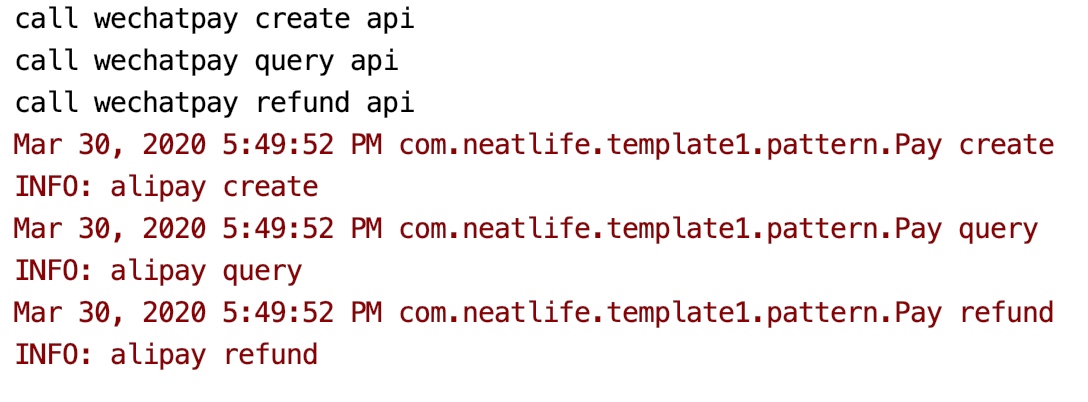 call wechatpay create api
call wechatpay query api
call wechatpay refund api
Mar 30, 2020 5:49:52 PM com.neatlife.template1.pattern.Pay create
INFO: alipay create
Mar 30, 2020 5:49:52 PM com.neatlife.template1.pattern.Pay query
INFO: alipay query
Mar 30, 2020 5:49:52 PM com.neatlife.template1.pattern.Pay refund
INFO: alipay refund